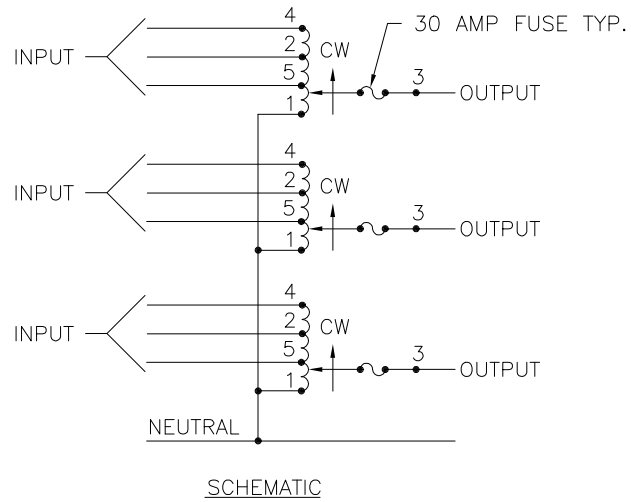 4
30 AMP FUSE TYP.
2
CW
INPUT
5
1
3
OUTPUT
4
2
CW
INPUT
5
1
3
OUTPUT
4
2
CW
INPUT
5
1
3
OUTPUT
NEUTRAL
SCHEMATIC